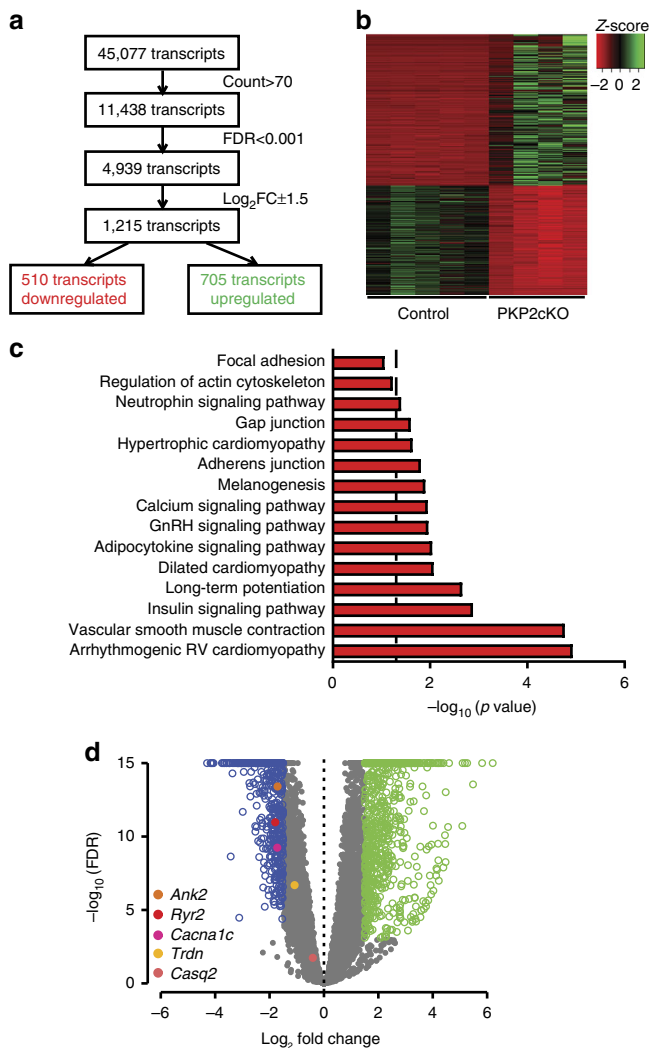 a
45,077 transcripts
Count>70
11,438 transcripts
FDR<0.001
4,939 transcripts
Log₂FC±1.5
1,215 transcripts
510 transcripts
downregulated
705 transcripts
upregulated
b
Z-score
−2 0 2
Control
PKP2cKO
c
Focal adhesion
Regulation of actin cytoskeleton
Neutrophin signaling pathway
Gap junction
Hypertrophic cardiomyopathy
Adherens junction
Melanogenesis
Calcium signaling pathway
GnRH signaling pathway
Adipocytokine signaling pathway
Dilated cardiomyopathy
Long-term potentiation
Insulin signaling pathway
Vascular smooth muscle contraction
Arrhythmogenic RV cardiomyopathy
0 2 4 6
−log₁₀ (p value)
d
15
10
5
0
−log₁₀ (FDR)
Ank2
Ryr2
Cacna1c
Trdn
Casq2
−6 −4 −2 0 2 4 6
Log₂ fold change